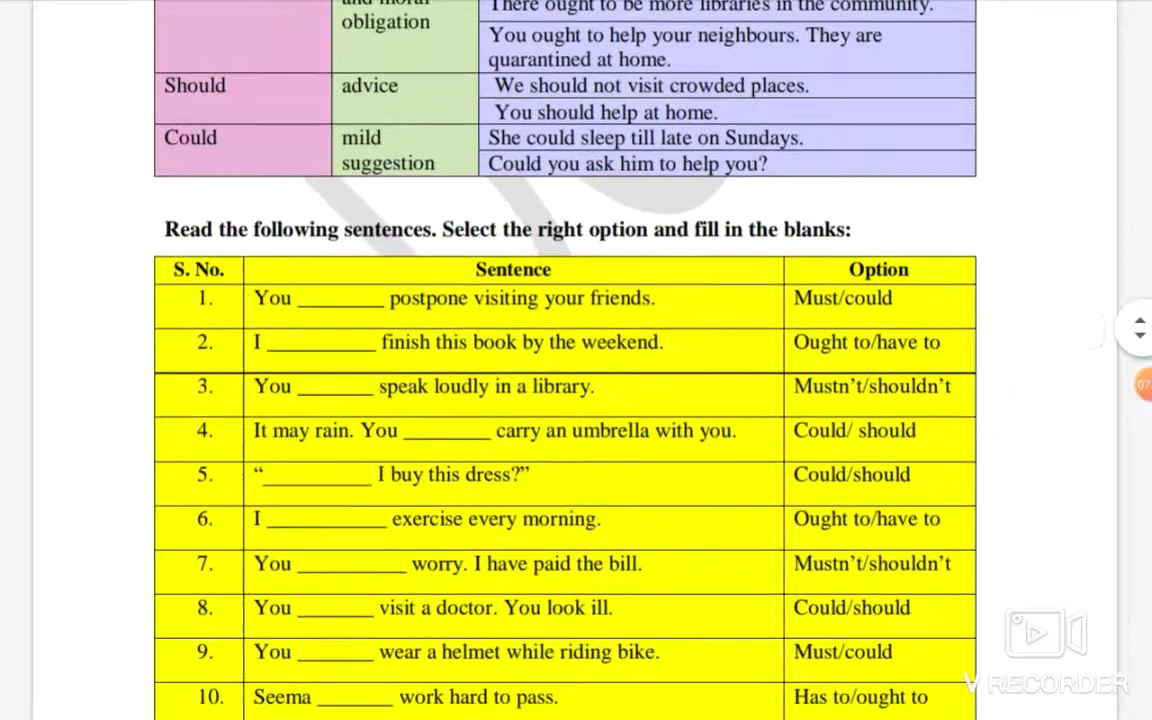 and moral
There ought to be more libraries in the community.
obligation
You ought to help your neighbours. They are
quarantined at home.
Should advice We should not visit crowded places.
You should help at home.
Could mild She could sleep till late on Sundays.
suggestion Could you ask him to help you?
Read the following sentences. Select the right option and fill in the blanks:
S. No. Sentence Option
1. You ________ postpone visiting your friends. Must/could
2. I __________ finish this book by the weekend. Ought to/have to
3. You _______ speak loudly in a library. Mustn’t/shouldn’t
4. It may rain. You ________ carry an umbrella with you. Could/ should
5. “__________ I buy this dress?” Could/should
6. I ___________ exercise every morning. Ought to/have to
7. You __________ worry. I have paid the bill. Mustn’t/shouldn’t
8. You _______ visit a doctor. You look ill. Could/should
9. You _______ wear a helmet while riding bike. Must/could
10. Seema _______ work hard to pass. Has to/ought to
07
V RECORDER